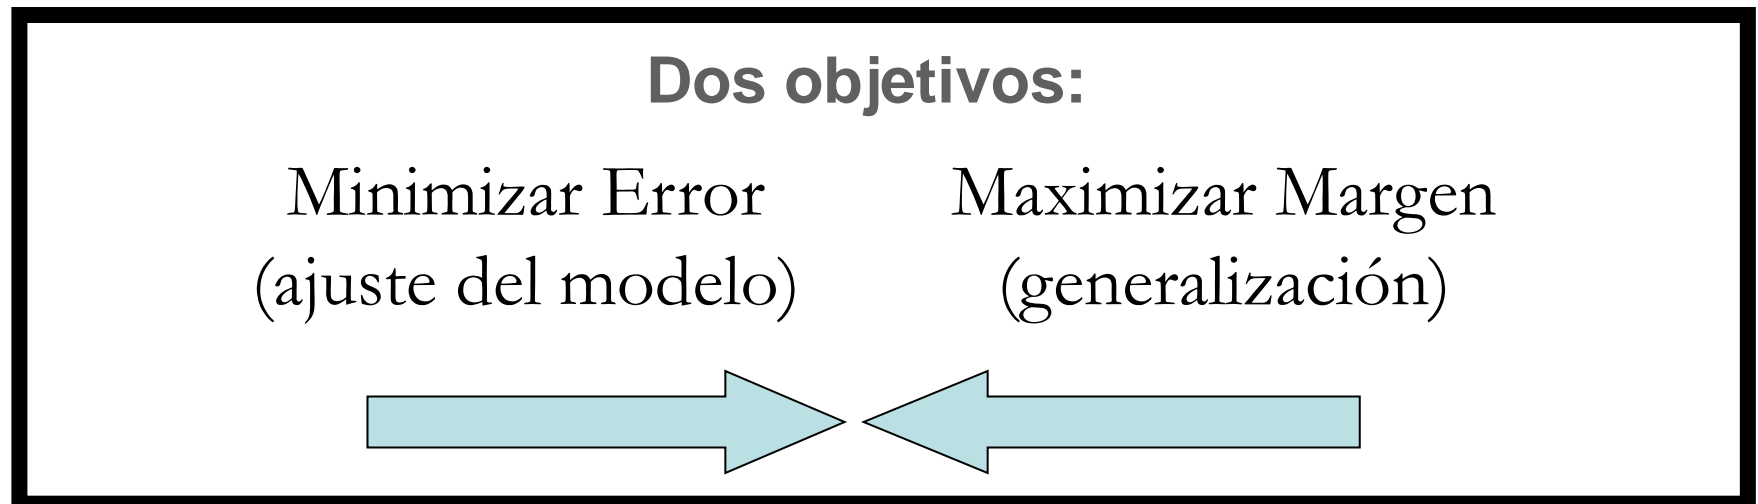 Dos objetivos:
Minimizar Error
(ajuste del modelo)
Maximizar Margen
(generalización)